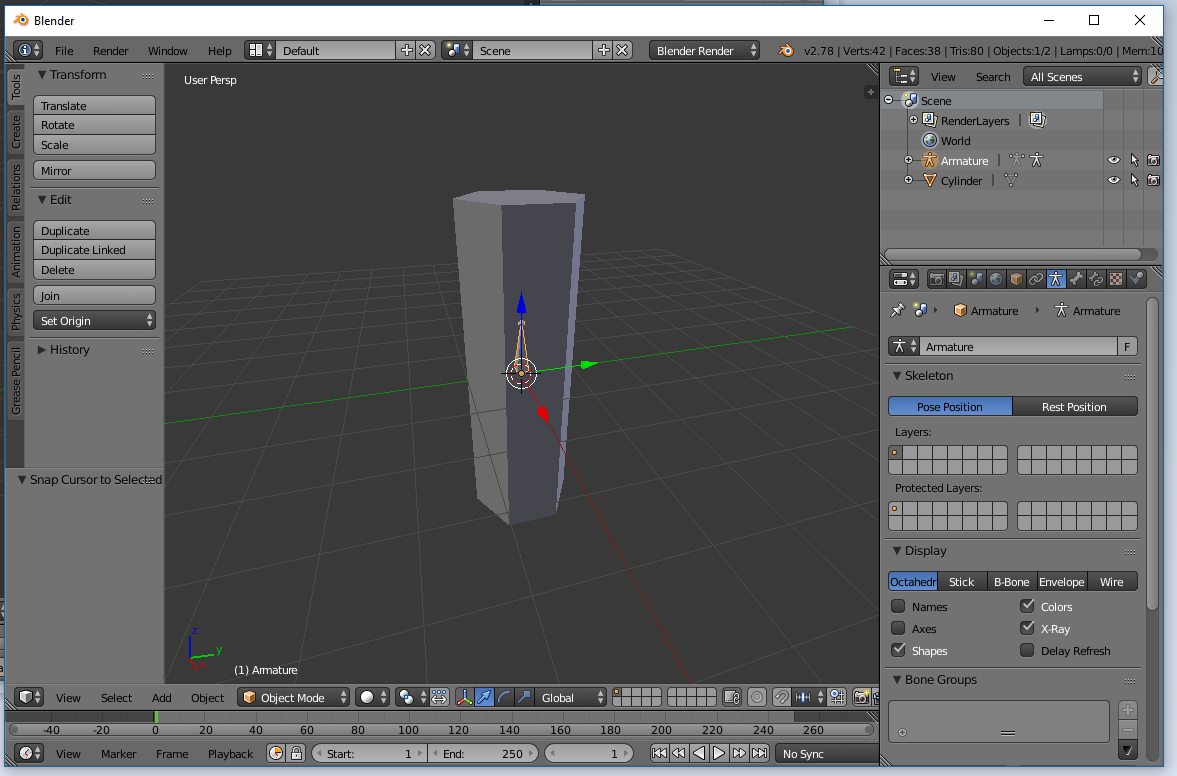 Blender
File Render Window Help Default Scene Blender Render v2.78 | Verts:42 | Faces:38 | Tris:80 | Objects:1/2 | Lamps:0/0 | Mem:10
Tools
Create
Relations
Animation
Physics
Grease Pencil
Transform
Translate
Rotate
Scale
Mirror
Edit
Duplicate
Duplicate Linked
Delete
Join
Set Origin
History
Snap Cursor to Selected
User Persp
z
y
x
(1) Armature
View Select Add Object Object Mode Global
-40 -20 0 20 40 60 80 100 120 140 160 180 200 220 240 260
View Marker Frame Playback Start: 1 End: 250 1 No Sync
View Search All Scenes
Scene
RenderLayers
World
Armature
Cylinder
Armature Armature
Armature F
Skeleton
Pose Position Rest Position
Layers:
Protected Layers:
Display
Octahedr Stick B-Bone Envelope Wire
Names Colors
Axes X-Ray
Shapes Delay Refresh
Bone Groups